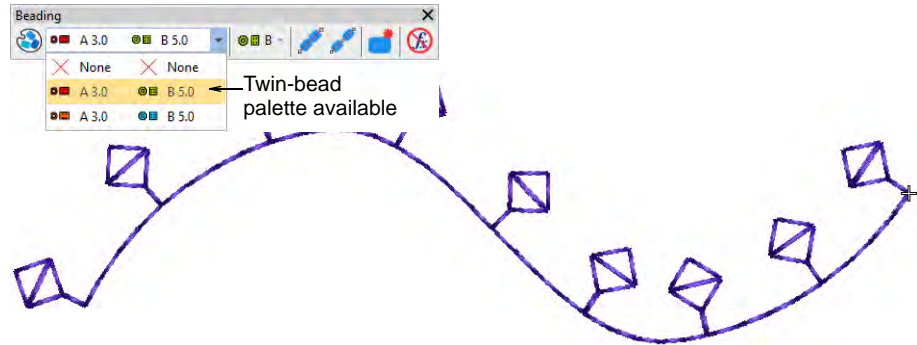 Beading
A 3.0 B 5.0 B
None None
A 3.0 B 5.0
A 3.0 B 5.0
Twin-bead
palette available
fx